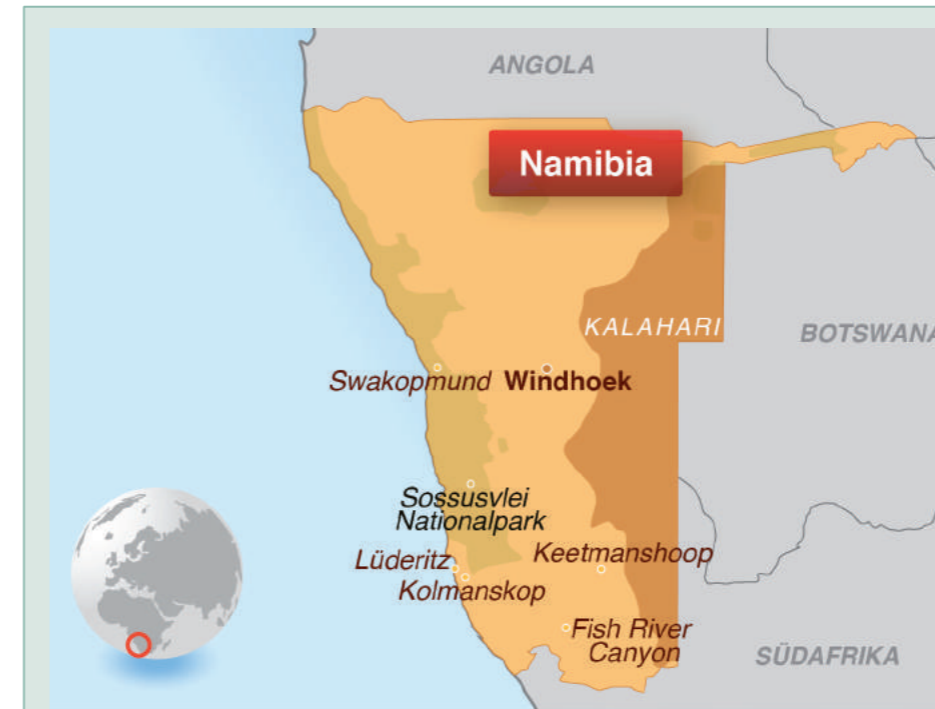 ANGOLA
Namibia
KALAHARI
BOTSWANA
Swakopmund
Windhoek
Sossusvlei
Nationalpark
Lüderitz
Keetmanshoop
Kolmanskop
Fish River
Canyon
SÜDAFRIKA